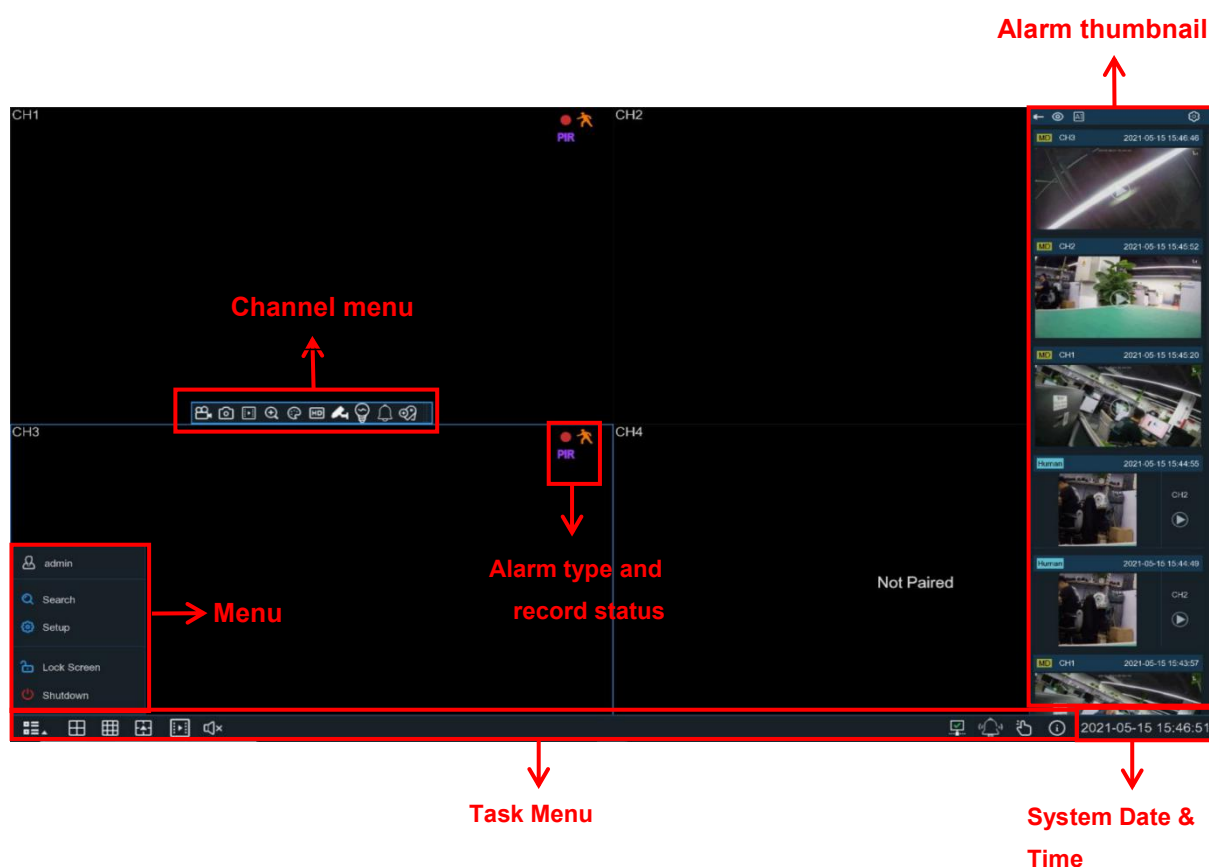 Alarm thumbnail
CH1
PIR
CH2
MD CH3 2021-05-15 15:46:46
MD CH2 2021-05-15 15:45:52
Channel menu
MD CH1 2021-05-15 15:45:20
HD
CH3
PIR
CH4
Human 2021-05-15 15:44:55
CH2
admin
Search
Setup
Lock Screen
Shutdown
Menu
Alarm type and
record status
Not Paired
Human 2021-05-15 15:44:49
CH2
MD CH1 2021-05-15 15:43:57
2021-05-15 15:46:51
Task Menu
System Date &
Time